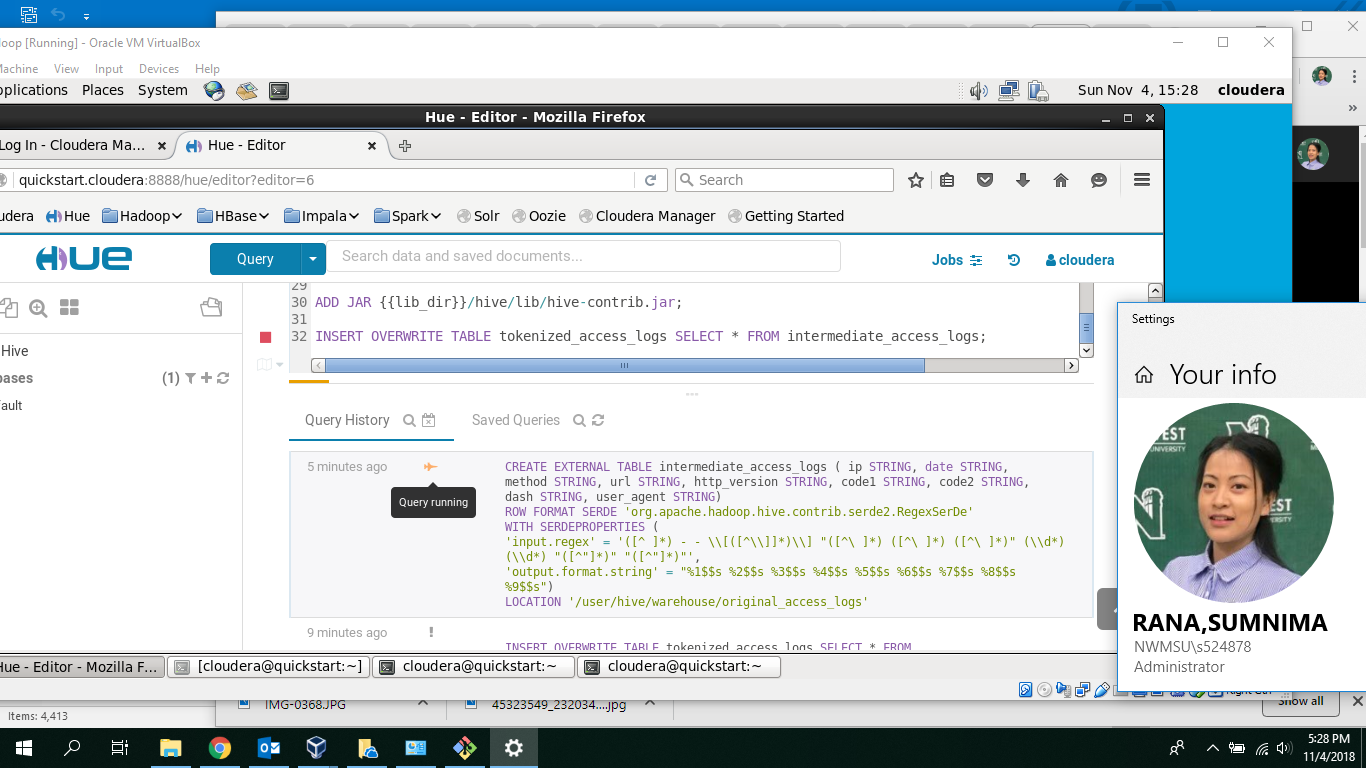 loop [Running] - Oracle VM VirtualBox
Machine View Input Devices Help
pplications Places System Sun Nov 4, 15:28 cloudera
Hue - Editor - Mozilla Firefox
Log In - Cloudera Ma... Hue - Editor
quickstart.cloudera:8888/hue/editor?editor=6 Search
udera Hue Hadoop HBase Impala Spark Solr Oozie Cloudera Manager Getting Started
HUE Query Search data and saved documents... Jobs cloudera
29
30 ADD JAR {{lib_dir}}/hive/lib/hive-contrib.jar;
31
32 INSERT OVERWRITE TABLE tokenized_access_logs SELECT * FROM intermediate_access_logs;
Hive
bases (1)
fault
Query History Saved Queries
5 minutes ago
Query running
CREATE EXTERNAL TABLE intermediate_access_logs ( ip STRING, date STRING,
method STRING, url STRING, http_version STRING, code1 STRING, code2 STRING,
dash STRING, user_agent STRING)
ROW FORMAT SERDE 'org.apache.hadoop.hive.contrib.serde2.RegexSerDe'
WITH SERDEPROPERTIES (
'input.regex' = '([^ ]*) - - \\[([^\\]]*)\\] "([^\ ]*) ([^\ ]*) ([^\ ]*)" (\\d*)
(\\d*) "([^"]*)" "([^"]*)"',
'output.format.string' = "%1$$s %2$$s %3$$s %4$$s %5$$s %6$$s %7$$s %8$$s
%9$$s")
LOCATION '/user/hive/warehouse/original_access_logs'
9 minutes ago !
INSERT OVERWRITE TABLE tokenized_access_logs SELECT * FROM
Settings
Your info
RANA,SUMNIMA
NWMSU\s524878
Administrator
Hue - Editor - Mozilla F... [cloudera@quickstart:~] cloudera@quickstart:~ cloudera@quickstart:~
Right Ctrl
Items: 4,413
IMG-0368.JPG 45323549_232034....jpg Show all
5:28 PM
11/4/2018